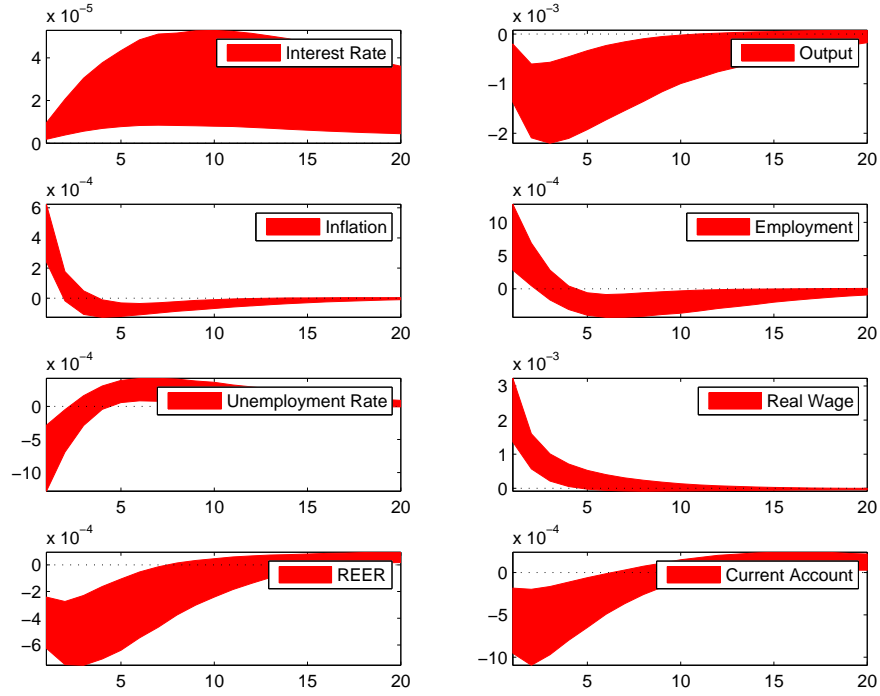 x 10⁻⁵
4
2
0
Interest Rate
5 10 15 20
x 10⁻³
0
−1
−2
Output
5 10 15 20
x 10⁻⁴
6
4
2
0
Inflation
5 10 15 20
x 10⁻⁴
10
5
0
Employment
5 10 15 20
x 10⁻⁴
0
−5
−10
Unemployment Rate
5 10 15 20
x 10⁻³
3
2
1
0
Real Wage
5 10 15 20
x 10⁻⁴
0
−2
−4
−6
REER
5 10 15 20
x 10⁻⁴
0
−5
−10
Current Account
5 10 15 20